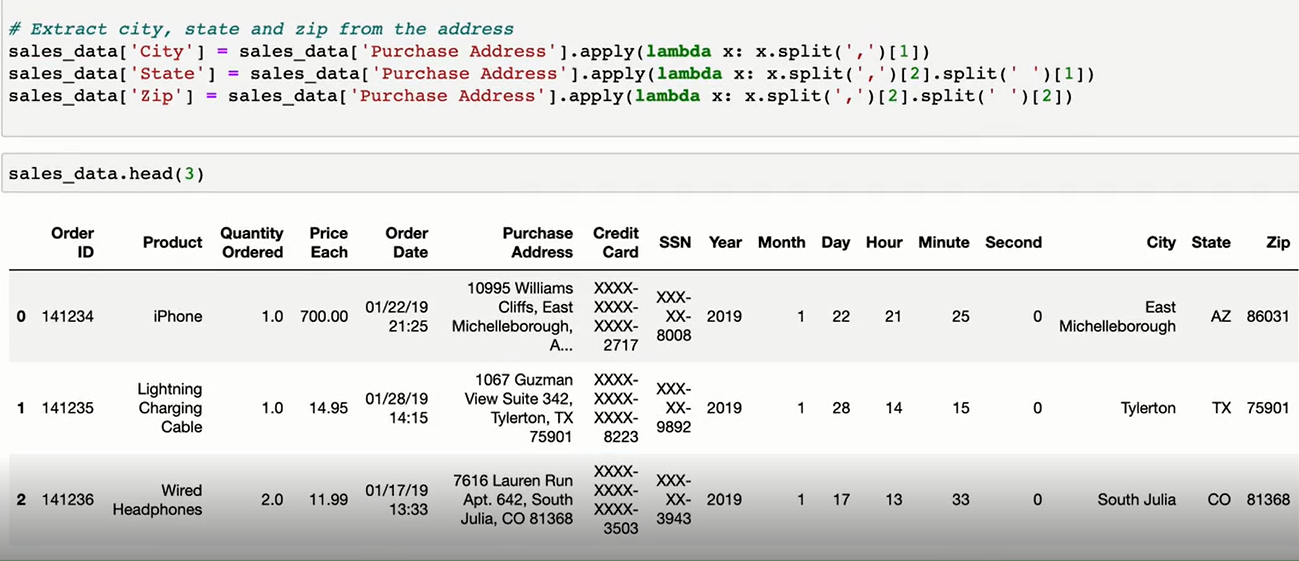 # Extract city, state and zip from the address
sales_data['City'] = sales_data['Purchase Address'].apply(lambda x: x.split(',')[1])
sales_data['State'] = sales_data['Purchase Address'].apply(lambda x: x.split(',')[2].split(' ')[1])
sales_data['Zip'] = sales_data['Purchase Address'].apply(lambda x: x.split(',')[2].split(' ')[2])
sales_data.head(3)
Order ID Product Quantity Ordered Price Each Order Date Purchase Address Credit Card SSN Year Month Day Hour Minute Second City State Zip
0 141234 iPhone 1.0 700.00 01/22/19 21:25 10995 Williams Cliffs, East Michelleborough, A... XXXX-XXXX-XXXX-2717 XXX-XX-8008 2019 1 22 21 25 0 East Michelleborough AZ 86031
1 141235 Lightning Charging Cable 1.0 14.95 01/28/19 14:15 1067 Guzman View Suite 342, Tylerton, TX 75901 XXXX-XXXX-XXXX-8223 XXX-XX-9892 2019 1 28 14 15 0 Tylerton TX 75901
2 141236 Wired Headphones 2.0 11.99 01/17/19 13:33 7616 Lauren Run Apt. 642, South Julia, CO 81368 XXXX-XXXX-XXXX-3503 XXX-XX-3943 2019 1 17 13 33 0 South Julia CO 81368